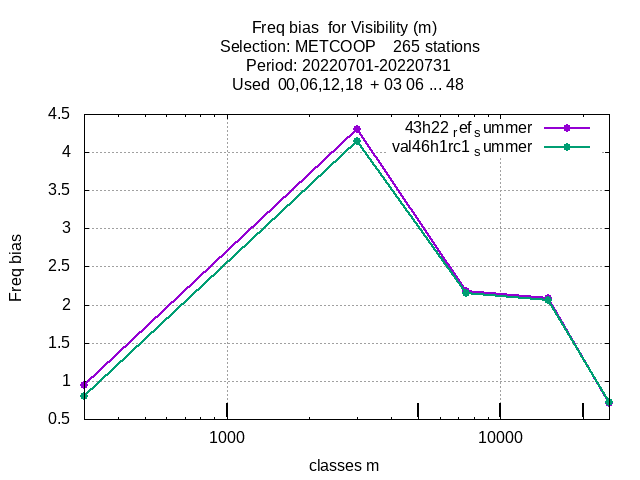 Freq bias  for Visibility (m)
Selection: METCOOP    265 stations
Period: 20220701-20220731
Used  00,06,12,18  + 03 06 ... 48
4.5
4
3.5
3
2.5
2
1.5
1
0.5
43h22 ref summer
val46h1rc1 summer
Freq bias
1000
10000
classes m